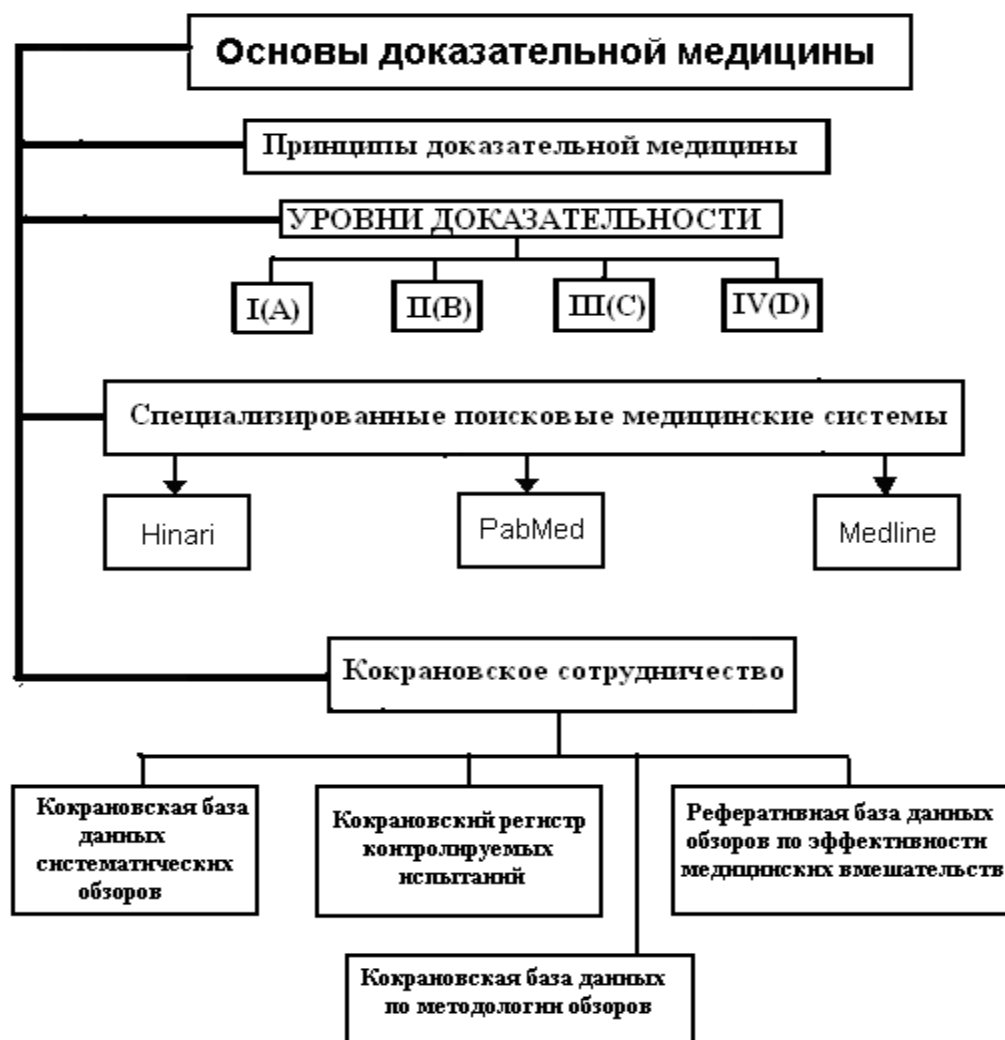 Основы доказательной медицины
Принципы доказательной медицины
УРОВНИ ДОКАЗАТЕЛЬНОСТИ
I(A)
II(B)
III(C)
IV(D)
Специализированные поисковые медицинские системы
Hinari
PabMed
Medline
Кокрановское сотрудничество
Кокрановская база
данных
систематических
обзоров
Кокрановский регистр
контролируемых
испытаний
Реферативная база данных
обзоров по эффективности
медицинских вмешательств
Кокрановская база данных
по методологии обзоров